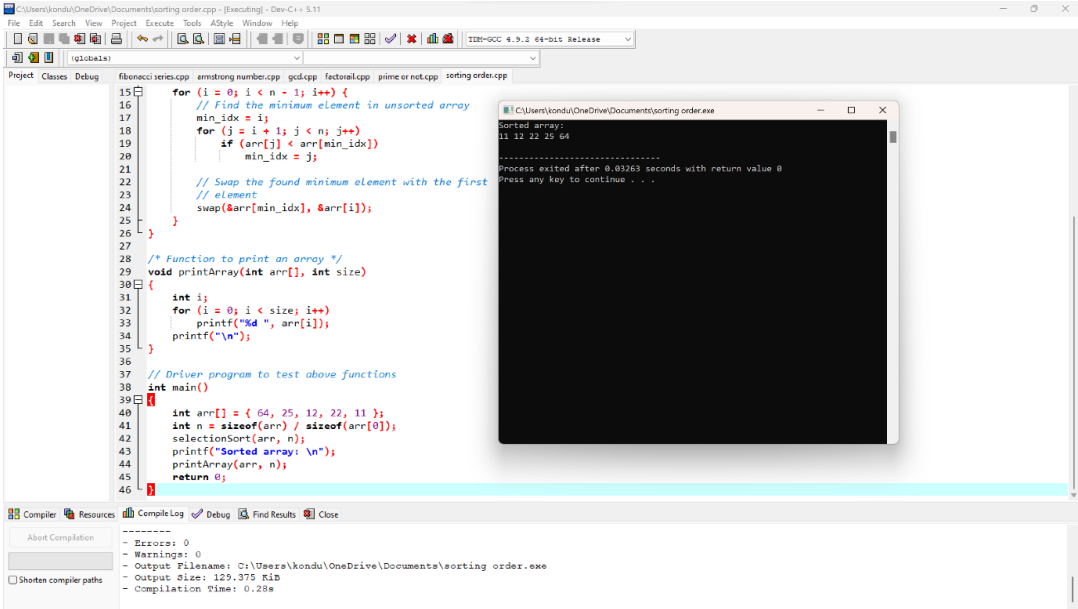 C:\Users\kondu\OneDrive\Documents\sorting order.cpp - [Executing] - Dev-C++ 5.11
File Edit Search View Project Execute Tools AStyle Window Help
TDM-GCC 4.9.2 64-bit Release
(globals)
Project Classes Debug
fibonacci series.cpp armstrong number.cpp gcd.cpp factorail.cpp prime or not.cpp sorting order.cpp
15 for (i = 0; i < n - 1; i++) {
16 // Find the minimum element in unsorted array
17 min_idx = i;
18 for (j = i + 1; j < n; j++)
19 if (arr[j] < arr[min_idx])
20 min_idx = j;
21
22 // Swap the found minimum element with the first
23 // element
24 swap(&arr[min_idx], &arr[i]);
25 }
26 }
27
28 /* Function to print an array */
29 void printArray(int arr[], int size)
30 {
31 int i;
32 for (i = 0; i < size; i++)
33 printf("%d ", arr[i]);
34 printf("\n");
35 }
36
37 // Driver program to test above functions
38 int main()
39 {
40 int arr[] = { 64, 25, 12, 22, 11 };
41 int n = sizeof(arr) / sizeof(arr[0]);
42 selectionSort(arr, n);
43 printf("Sorted array: \n");
44 printArray(arr, n);
45 return 0;
46 }
C:\Users\kondu\OneDrive\Documents\sorting order.exe
Sorted array:
11 12 22 25 64
--------------------------------
Process exited after 0.03263 seconds with return value 0
Press any key to continue . . .
Compiler Resources Compile Log Debug Find Results Close
Abort Compilation
Shorten compiler paths
--------
- Errors: 0
- Warnings: 0
- Output Filename: C:\Users\kondu\OneDrive\Documents\sorting order.exe
- Output Size: 129.375 KiB
- Compilation Time: 0.28s